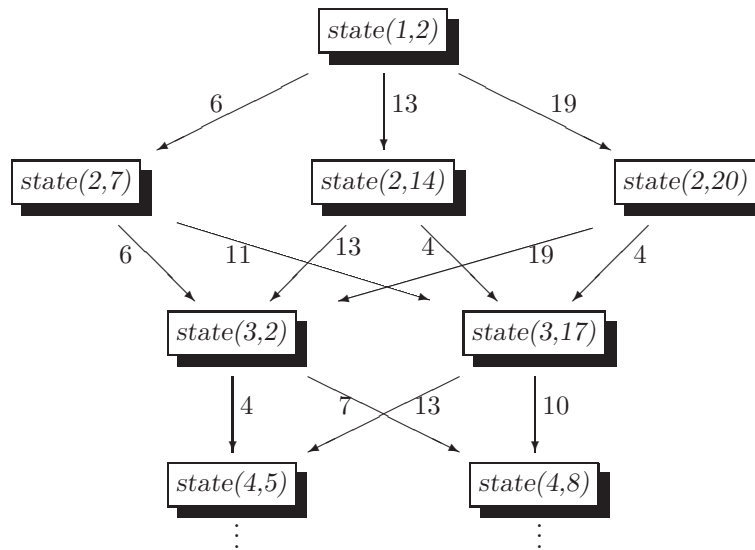 state(1,2)
6 13 19
state(2,7) state(2,14) state(2,20)
6 11 13 4 19 4
state(3,2) state(3,17)
4 7 13 10
state(4,5) state(4,8)
⋮ ⋮